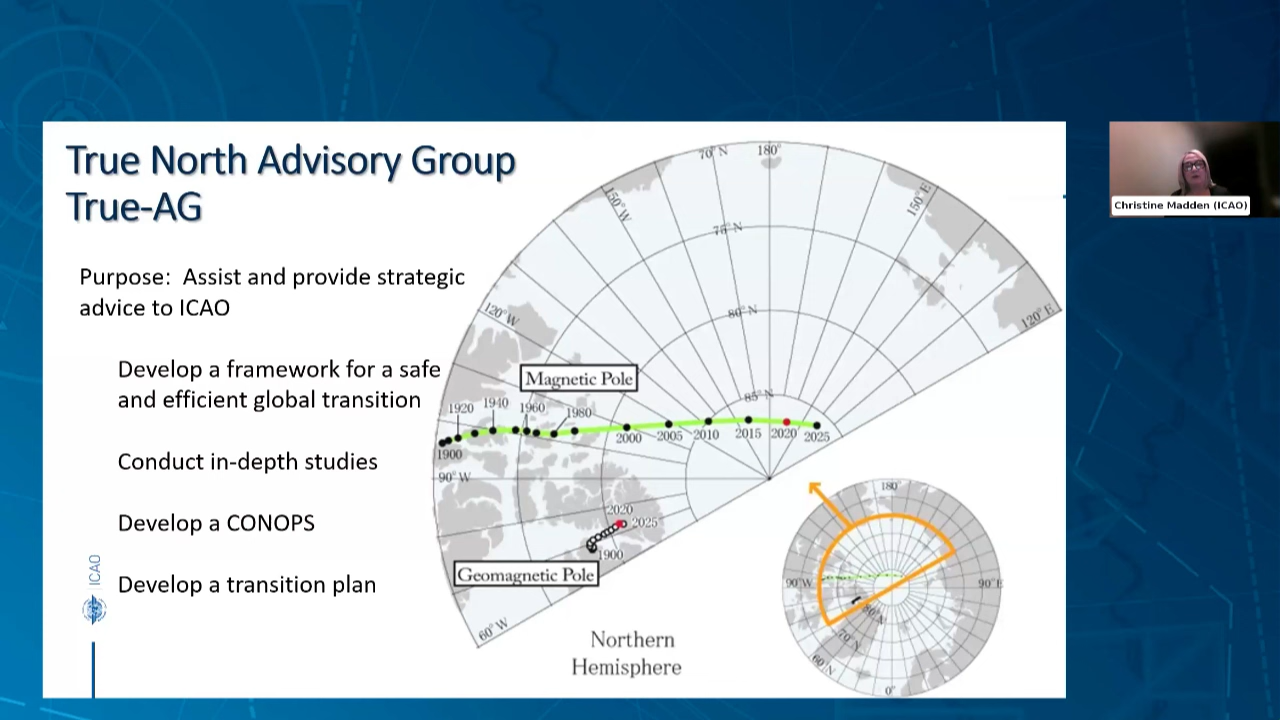 True North Advisory Group
True-AG
Purpose: Assist and provide strategic
advice to ICAO
Develop a framework for a safe
and efficient global transition
Conduct in-depth studies
Develop a CONOPS
Develop a transition plan
ICAO
70°N
180°
150°W
150°E
75°N
120°W
80°N
120°E
Magnetic Pole
85°N
1920
1940
1960
1980
2000
2005
2010
2015
2020
2025
1900
90°W
2020
2025
1900
Geomagnetic Pole
60°W
Northern
Hemisphere
180°
90°W
90°E
80°N
70°N
60°N
0°
Christine Madden (ICAO)